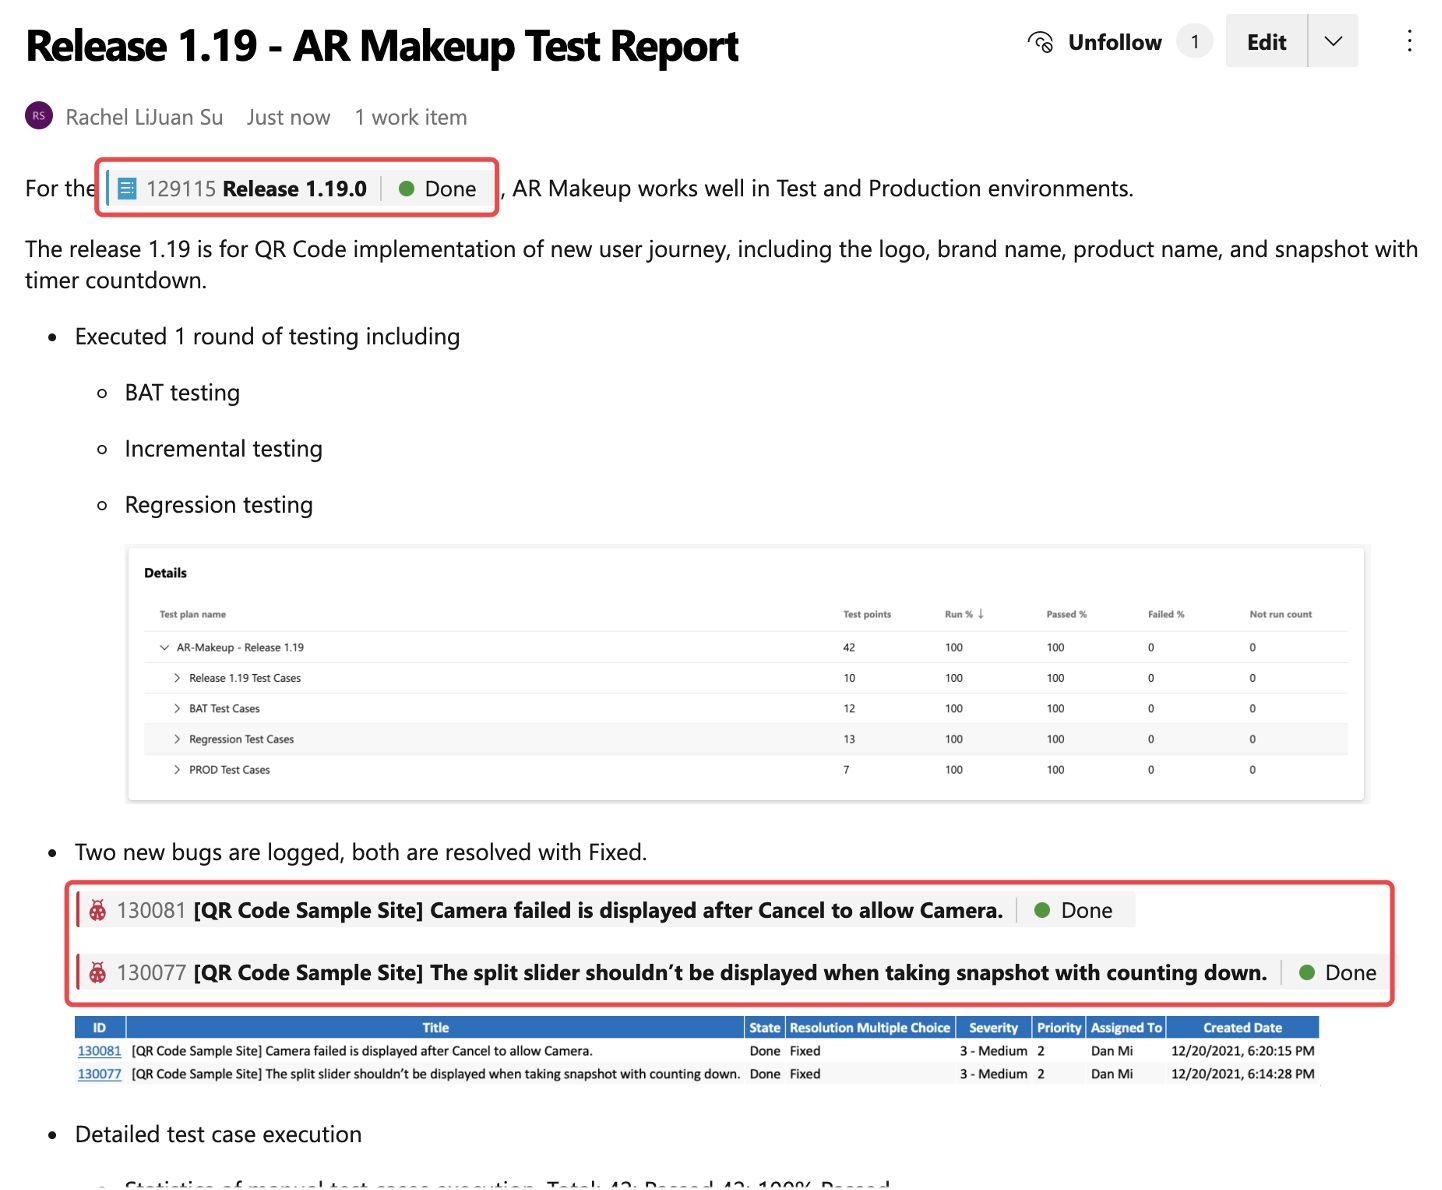 Release 1.19 - AR Makeup Test Report
Unfollow 1 Edit
RS Rachel LiJuan Su Just now 1 work item
For the 129115 Release 1.19.0 Done , AR Makeup works well in Test and Production environments.
The release 1.19 is for QR Code implementation of new user journey, including the logo, brand name, product name, and snapshot with
timer countdown.
• Executed 1 round of testing including
BAT testing
Incremental testing
Regression testing
Details
Test plan name Test points Run % ↓ Passed % Failed % Not run count
AR-Makeup - Release 1.19 42 100 100 0 0
Release 1.19 Test Cases 10 100 100 0 0
BAT Test Cases 12 100 100 0 0
Regression Test Cases 13 100 100 0 0
PROD Test Cases 7 100 100 0 0
• Two new bugs are logged, both are resolved with Fixed.
130081 [QR Code Sample Site] Camera failed is displayed after Cancel to allow Camera. Done
130077 [QR Code Sample Site] The split slider shouldn't be displayed when taking snapshot with counting down. Done
ID Title State Resolution Multiple Choice Severity Priority Assigned To Created Date
130081 [QR Code Sample Site] Camera failed is displayed after Cancel to allow Camera. Done Fixed 3 - Medium 2 Dan Mi 12/20/2021, 6:20:15 PM
130077 [QR Code Sample Site] The split slider shouldn't be displayed when taking snapshot with counting down. Done Fixed 3 - Medium 2 Dan Mi 12/20/2021, 6:14:28 PM
• Detailed test case execution
Statistics of manual test cases execution. Total: 42; Passed 42; 100% Passed